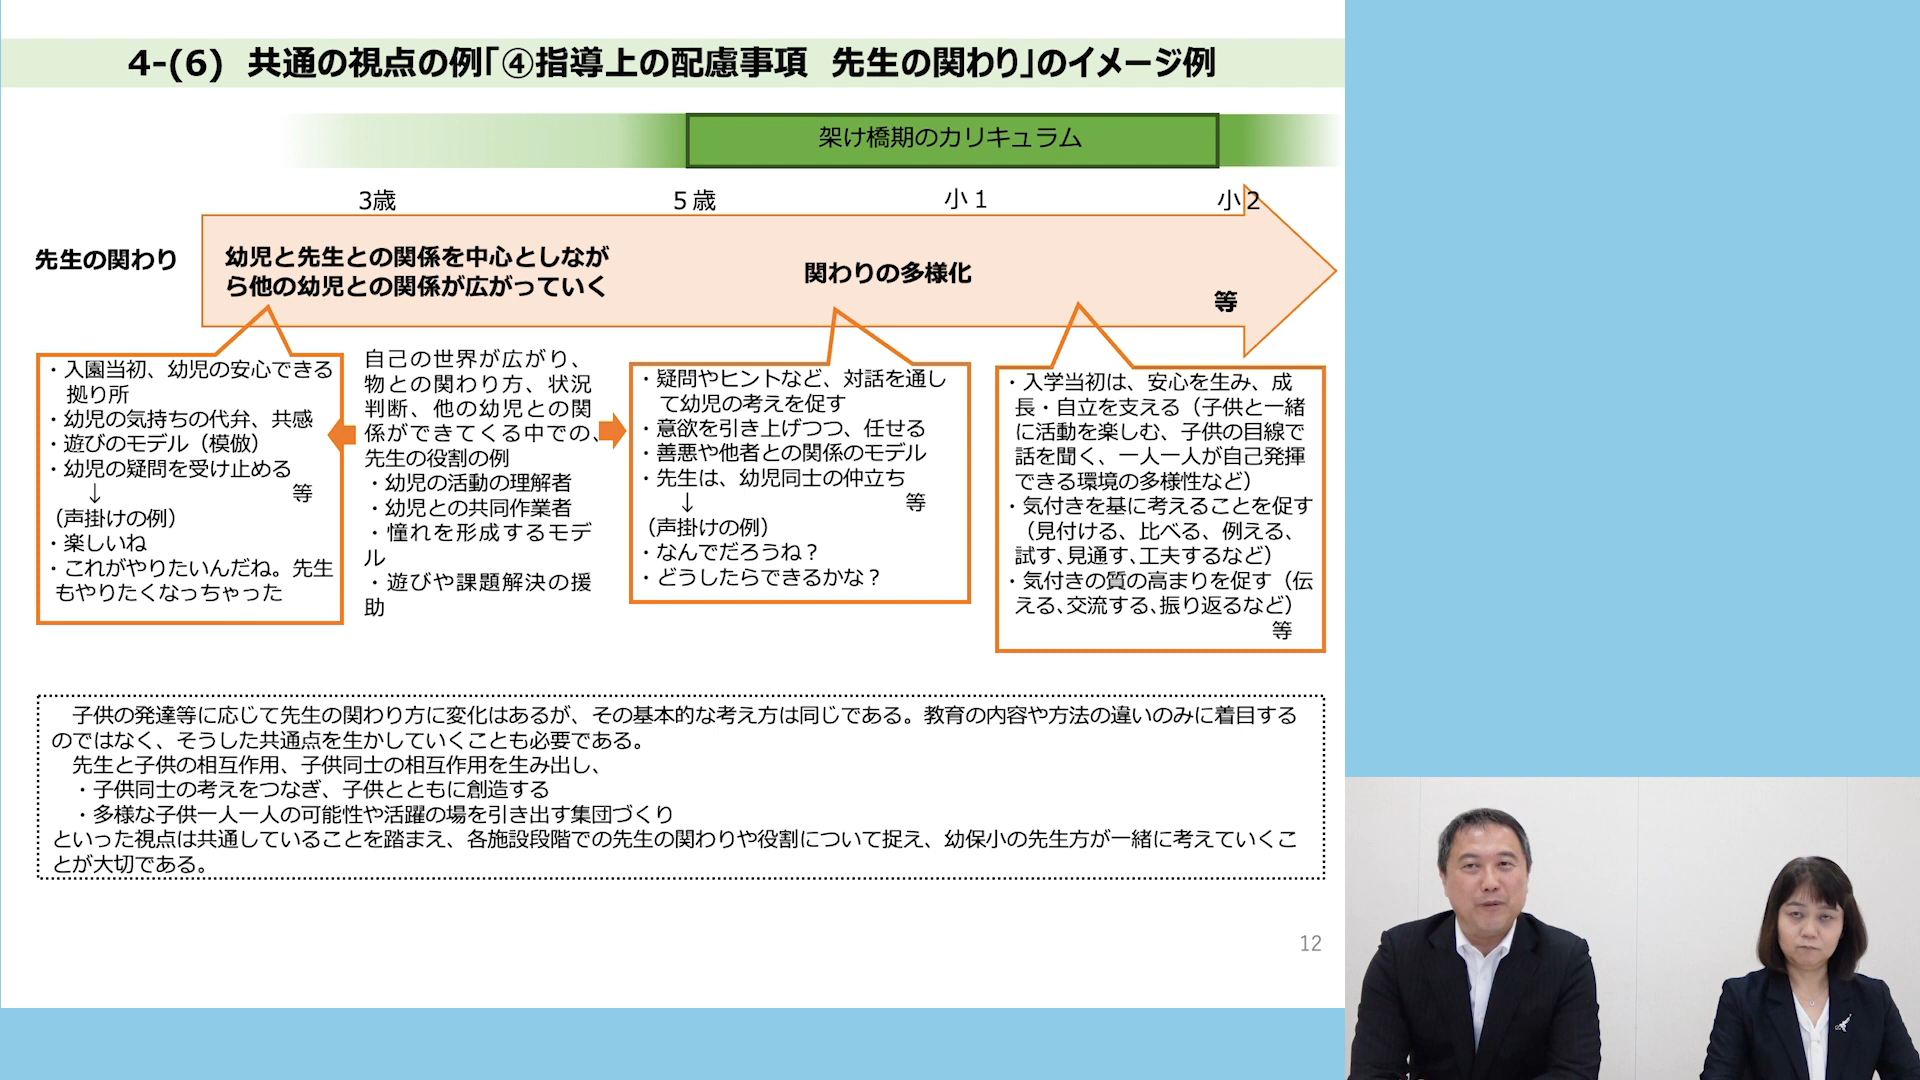 4-(6) 共通の視点の例「④指導上の配慮事項 先生の関わり」のイメージ例
架け橋期のカリキュラム
3歳
5歳
小1
小2
先生の関わり
幼児と先生との関係を中心としなが
ら他の幼児との関係が広がっていく
関わりの多様化
等
・入園当初、幼児の安心できる
拠り所
・幼児の気持ちの代弁、共感
・遊びのモデル（模倣）
・幼児の疑問を受け止める
↓ 等
（声掛けの例）
・楽しいね
・これがやりたいんだね。先生
もやりたくなっちゃった
自己の世界が広がり、
物との関わり方、状況
判断、他の幼児との関
係ができてくる中での、
先生の役割の例
・幼児の活動の理解者
・幼児との共同作業者
・憧れを形成するモデ
ル
・遊びや課題解決の援
助
・疑問やヒントなど、対話を通し
て幼児の考えを促す
・意欲を引き上げつつ、任せる
・善悪や他者との関係のモデル
・先生は、幼児同士の仲立ち
↓ 等
（声掛けの例）
・なんでだろうね？
・どうしたらできるかな？
・入学当初は、安心を生み、成
長・自立を支える（子供と一緒
に活動を楽しむ、子供の目線で
話を聞く、一人一人が自己発揮
できる環境の多様性など）
・気付きを基に考えることを促す
（見付ける、比べる、例える、
試す、見通す、工夫するなど）
・気付きの質の高まりを促す（伝
える、交流する、振り返るなど）
等
子供の発達等に応じて先生の関わり方に変化はあるが、その基本的な考え方は同じである。教育の内容や方法の違いのみに着目する
のではなく、そうした共通点を生かしていくことも必要である。
先生と子供の相互作用、子供同士の相互作用を生み出し、
・子供同士の考えをつなぎ、子供とともに創造する
・多様な子供一人一人の可能性や活躍の場を引き出す集団づくり
といった視点は共通していることを踏まえ、各施設段階での先生の関わりや役割について捉え、幼保小の先生方が一緒に考えていくこ
とが大切である。
12